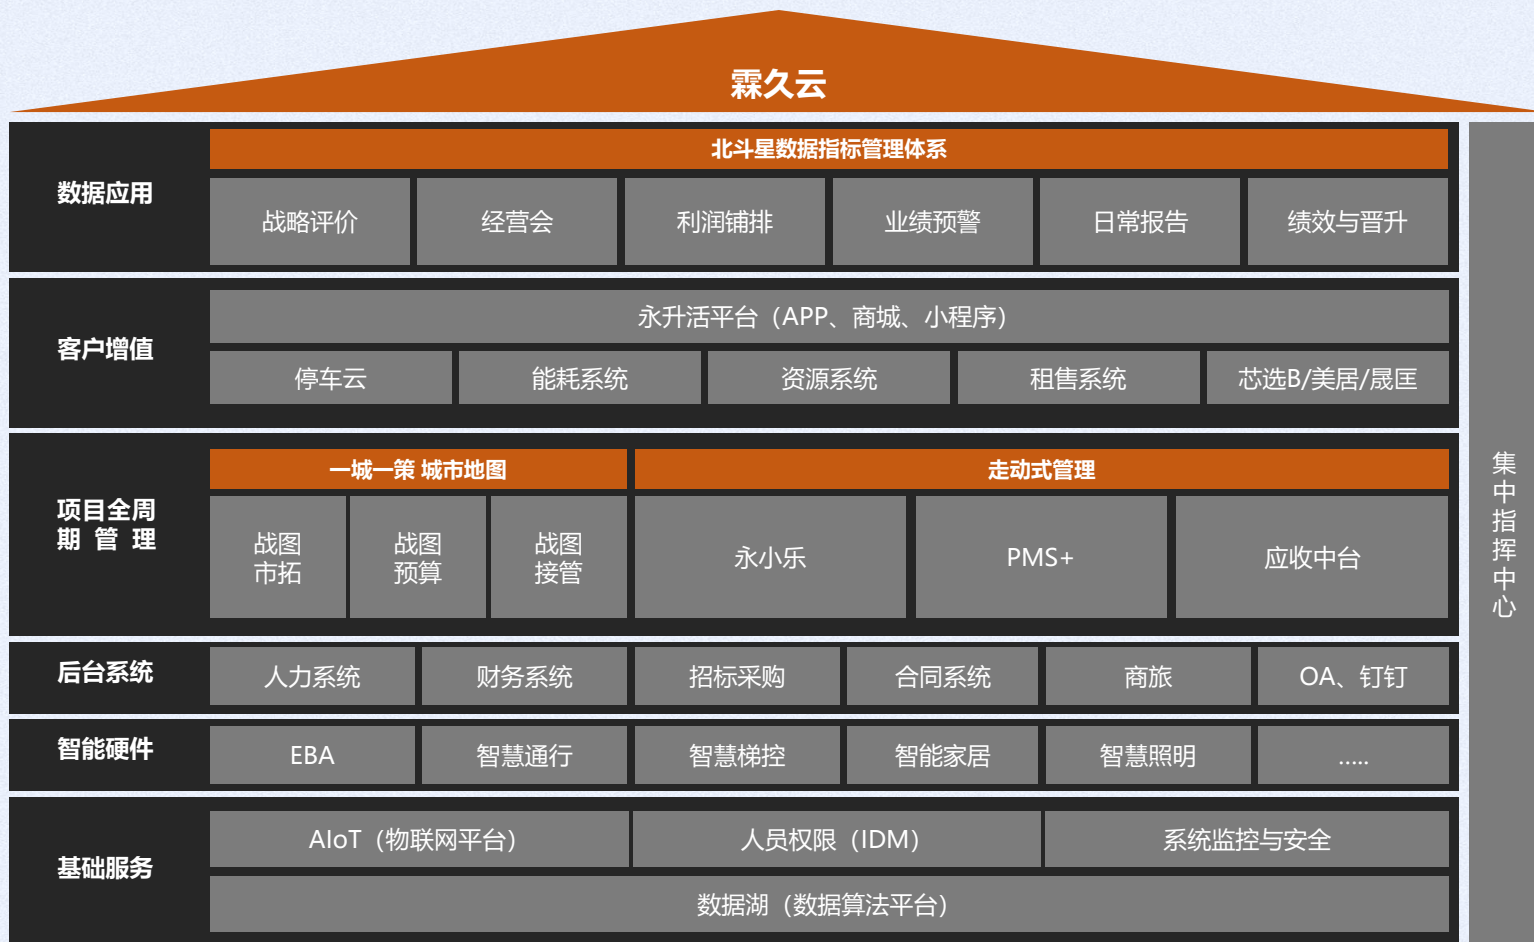 霖久云
数据应用
北斗星数据指标管理体系
战略评价
经营会
利润铺排
业绩预警
日常报告
绩效与晋升
客户增值
永升活平台（APP、商城、小程序）
停车云
能耗系统
资源系统
租售系统
芯选B/美居/晟匡
项目全周
期 管 理
一城一策 城市地图
走动式管理
战图
市拓
战图
预算
战图
接管
永小乐
PMS+
应收中台
后台系统
人力系统
财务系统
招标采购
合同系统
商旅
OA、钉钉
智能硬件
EBA
智慧通行
智慧梯控
智能家居
智慧照明
.....
基础服务
AIoT（物联网平台）
人员权限（IDM）
系统监控与安全
数据湖（数据算法平台）
集
中
指
挥
中
心